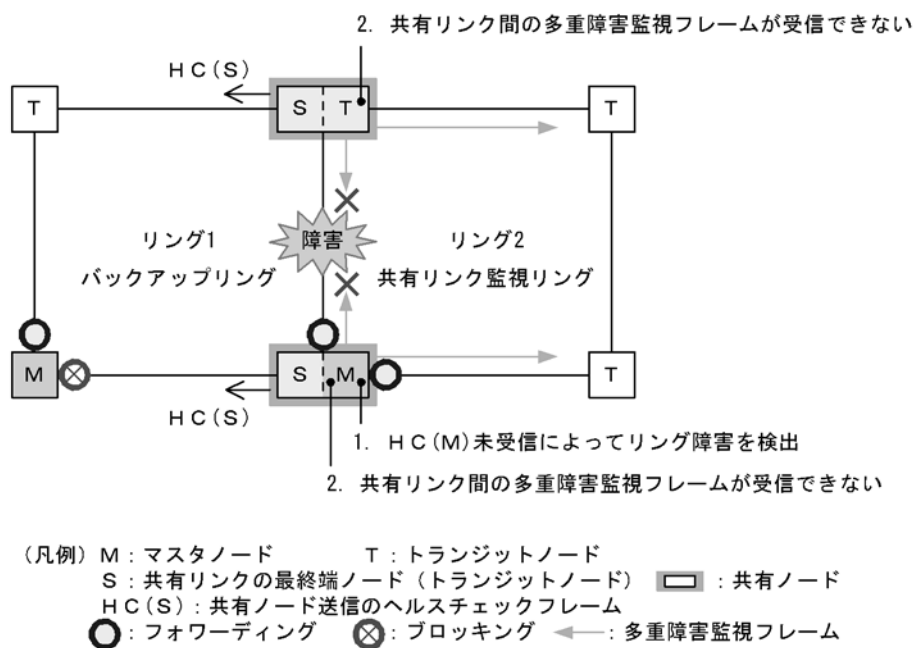 2. 共有リンク間の多重障害監視フレームが受信できない
HC(S)
T
S
T
T
リング1
バックアップリング
障害
リング2
共有リンク監視リング
M
S
M
T
HC(S)
1. HC(M)未受信によってリング障害を検出
2. 共有リンク間の多重障害監視フレームが受信できない
(凡例) M:マスタノード T:トランジットノード
S:共有リンクの最終端ノード(トランジットノード) :共有ノード
HC(S):共有ノード送信のヘルスチェックフレーム
:フォワーディング :ブロッキング :多重障害監視フレーム